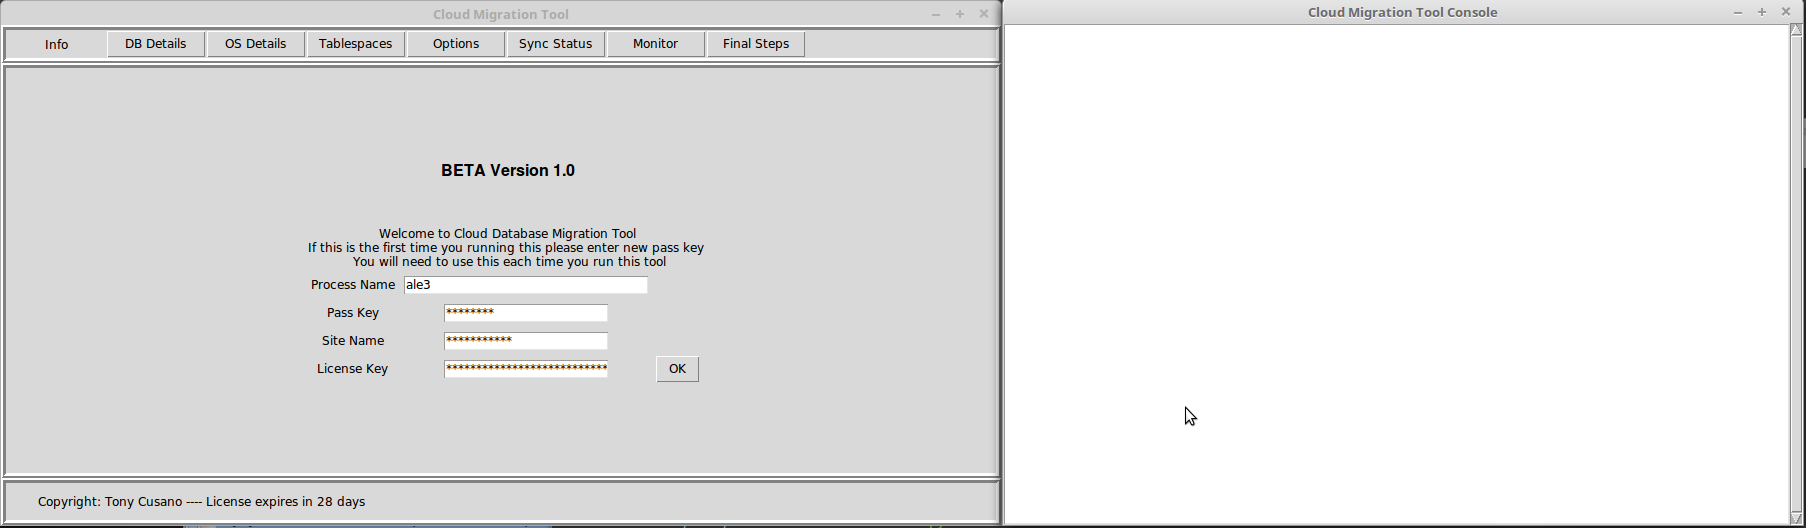 Cloud Migration Tool
Info DB Details OS Details Tablespaces Options Sync Status Monitor Final Steps
BETA Version 1.0
Welcome to Cloud Database Migration Tool
If this is the first time you running this please enter new pass key
You will need to use this each time you run this tool
Process Name ale3
Pass Key ********
Site Name ***********
License Key *************************** OK
Copyright: Tony Cusano ---- License expires in 28 days
Cloud Migration Tool Console